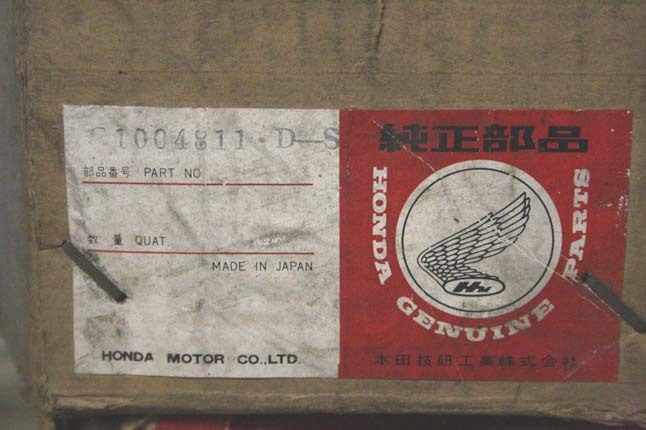 1004811·D-S
部品番号 PART NO.
数量 QUAT.
MADE IN JAPAN
HONDA MOTOR CO.,LTD.
純正部品
HONDA GENUINE PARTS
HM
本田技研工業株式会社